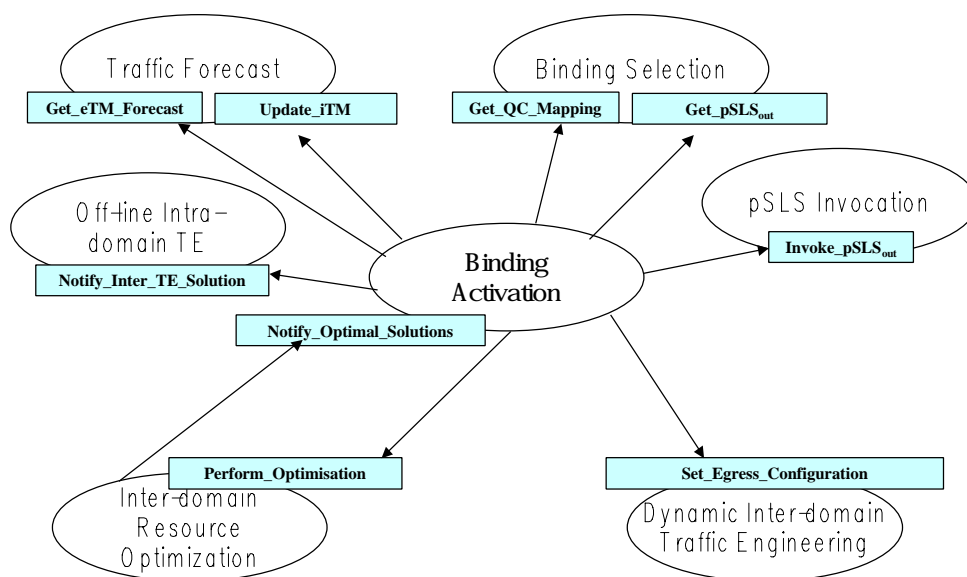 Traffic Forecast
Get_eTM_Forecast
Update_iTM
Binding Selection
Get_QC_Mapping
Get_pSLSout
pSLS Invocation
Invoke_pSLSout
Off-line Intra-
domain TE
Notify_Inter_TE_Solution
Binding
Activation
Notify_Optimal_Solutions
Perform_Optimisation
Inter-domain
Resource
Optimization
Set_Egress_Configuration
Dynamic Inter-domain
Traffic Engineering